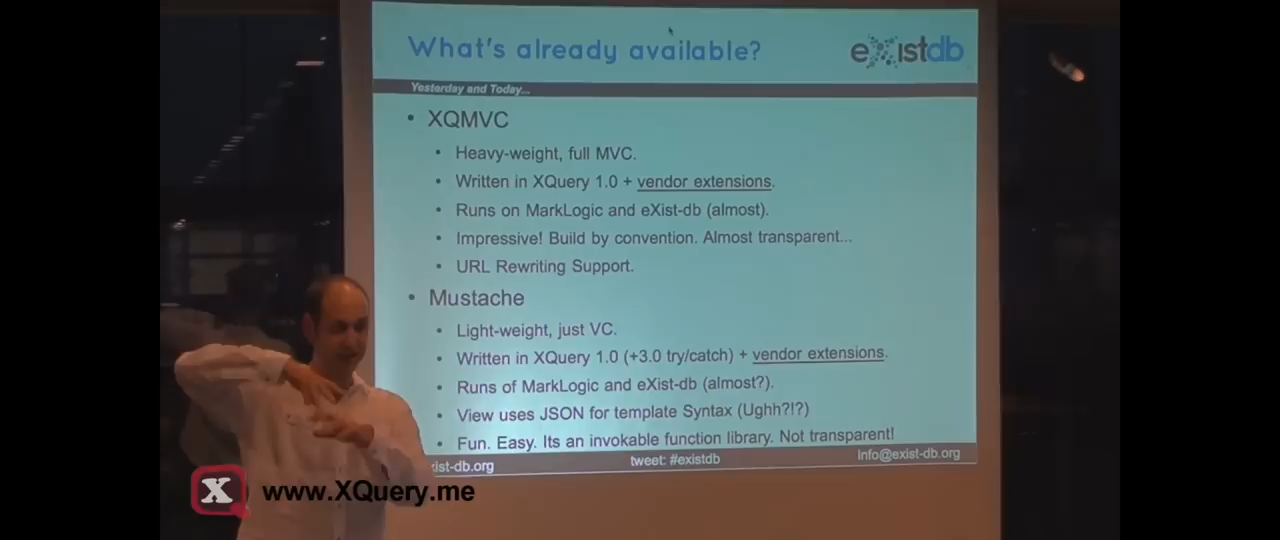 What's already available?
eXistdb
Yesterday and Today...
• XQMVC
• Heavy-weight, full MVC.
• Written in XQuery 1.0 + vendor extensions.
• Runs on MarkLogic and eXist-db (almost).
• Impressive! Build by convention. Almost transparent...
• URL Rewriting Support.
• Mustache
• Light-weight, just VC.
• Written in XQuery 1.0 (+3.0 try/catch) + vendor extensions.
• Runs of MarkLogic and eXist-db (almost?).
• View uses JSON for template Syntax (Ughh?!?)
• Fun. Easy. Its an invokable function library. Not transparent!
xist-db.org
tweet: #existdb
info@exist-db.org
X
www.XQuery.me